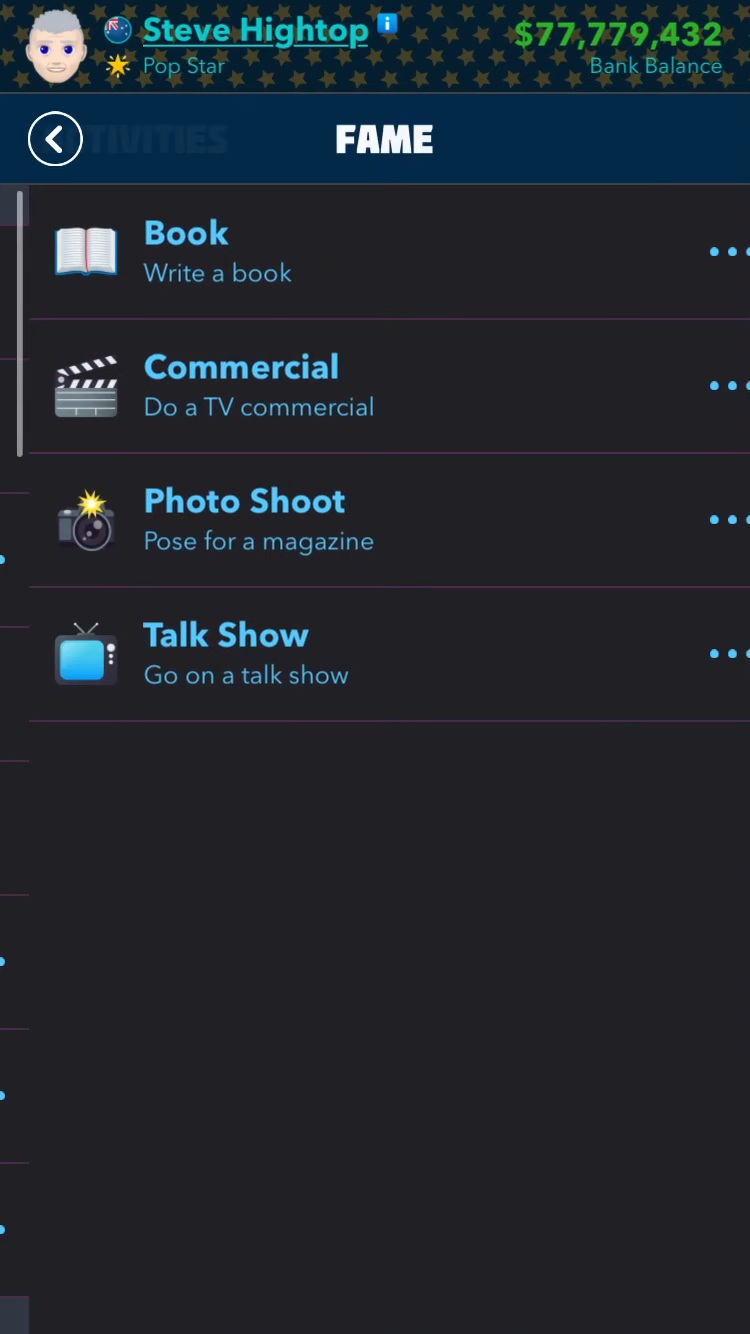 Steve Hightop
$77,779,432
Pop Star
Bank Balance
TIVITIES
FAME
Book
Write a book
Commercial
Do a TV commercial
Photo Shoot
Pose for a magazine
Talk Show
Go on a talk show